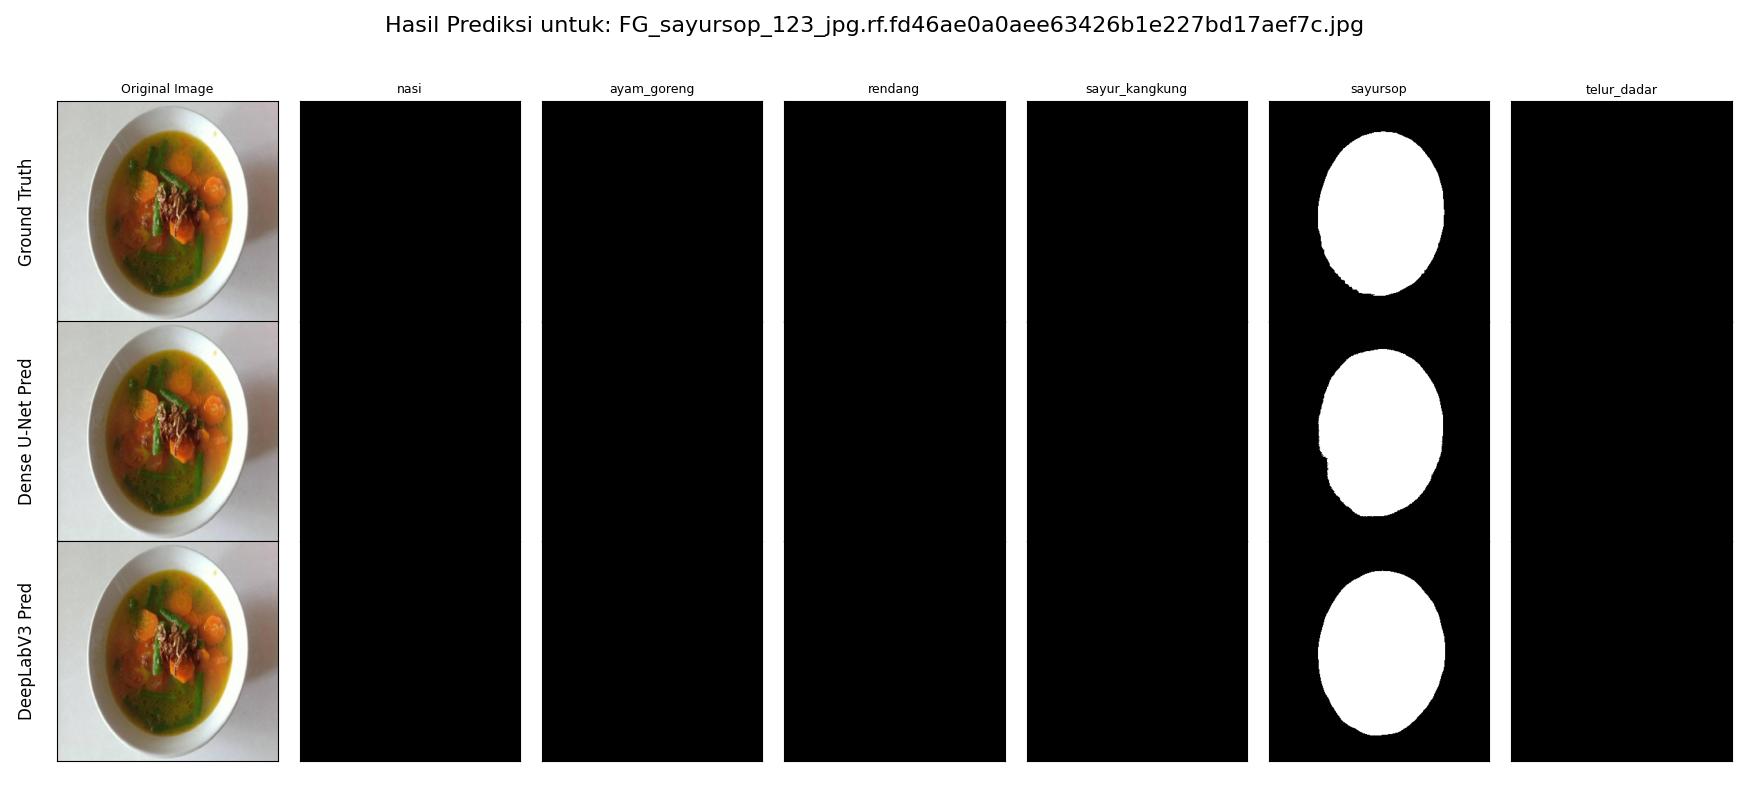 Hasil Prediksi untuk: FG_sayursop_123_jpg.rf.fd46ae0a0aee63426b1e227bd17aef7c.jpg
Original Image
nasi
ayam_goreng
rendang
sayur_kangkung
sayursop
telur_dadar
Ground Truth
Dense U-Net Pred
DeepLabV3 Pred